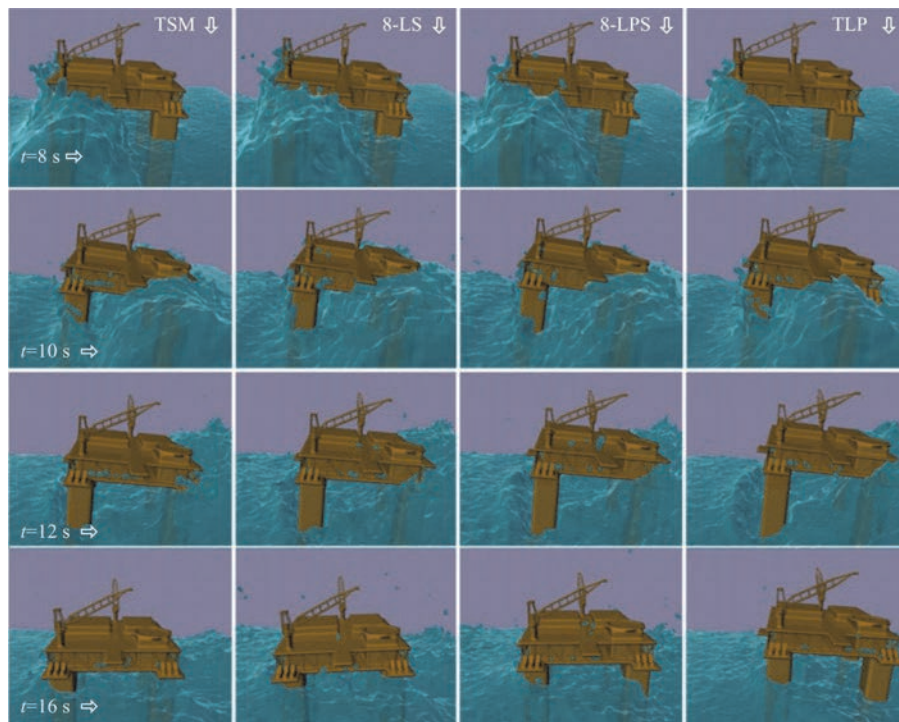 TSM ⇩
8-LS ⇩
8-LPS ⇩
TLP ⇩
t=8 s ⇨
t=10 s ⇨
t=12 s ⇨
t=16 s ⇨